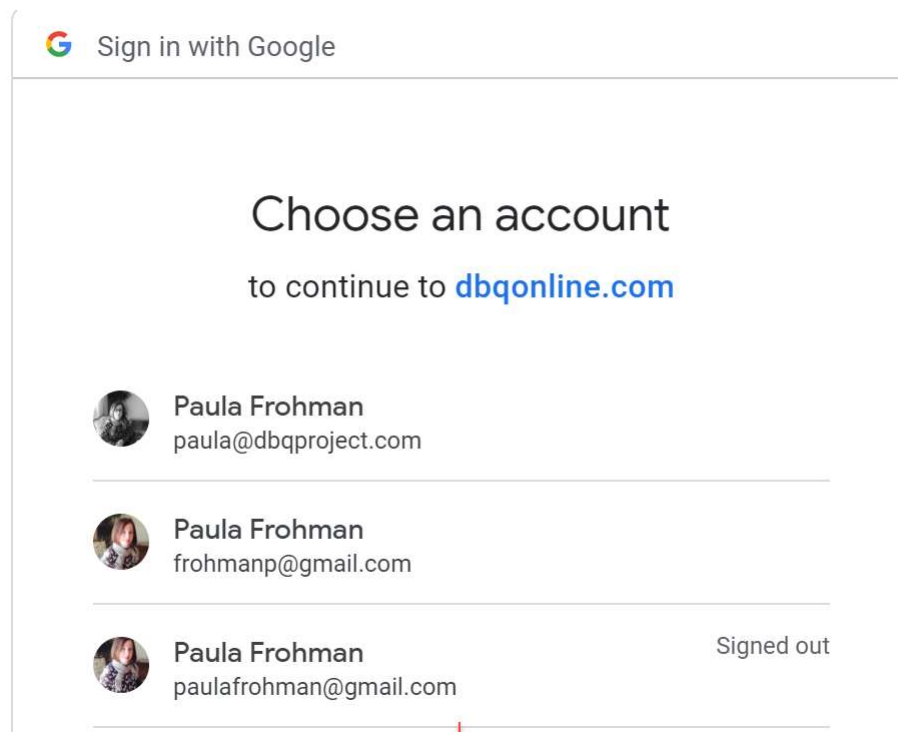 Sign in with Google
Choose an account
to continue to dbqonline.com
Paula Frohman
paula@dbqproject.com
Paula Frohman
frohmanp@gmail.com
Paula Frohman
Signed out
paulafrohman@gmail.com